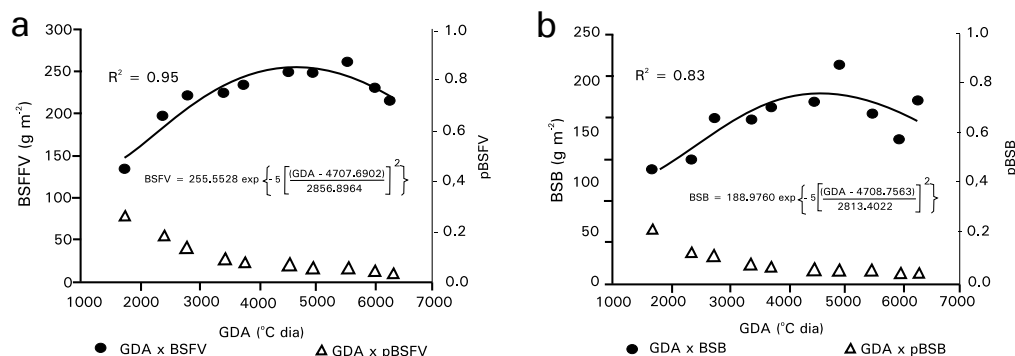 a
300
250
200
150
100
50
0
BSFFV (g m-2)
R2 = 0.95
BSFV = 255.5528 exp { - 5 [ (GDA - 4707.6902) / 2856.8964 ] 2 }
1.0
0.8
0.6
0,4
0.2
0.0
pBSFV
1000 2000 3000 4000 5000 6000 7000
GDA (°C dia)
GDA x BSFV
GDA x pBSFV
b
250
200
150
100
50
0
BSB (g m-2)
R2 = 0.83
BSB = 188.9760 exp { - 5 [ (GDA - 4708.7563) / 2813.4022 ] 2 }
1.0
0.8
0.6
0,4
0.2
0.0
pBSB
1000 2000 3000 4000 5000 6000 7000
GDA (°C dia)
GDA x BSB
GDA x pBSB